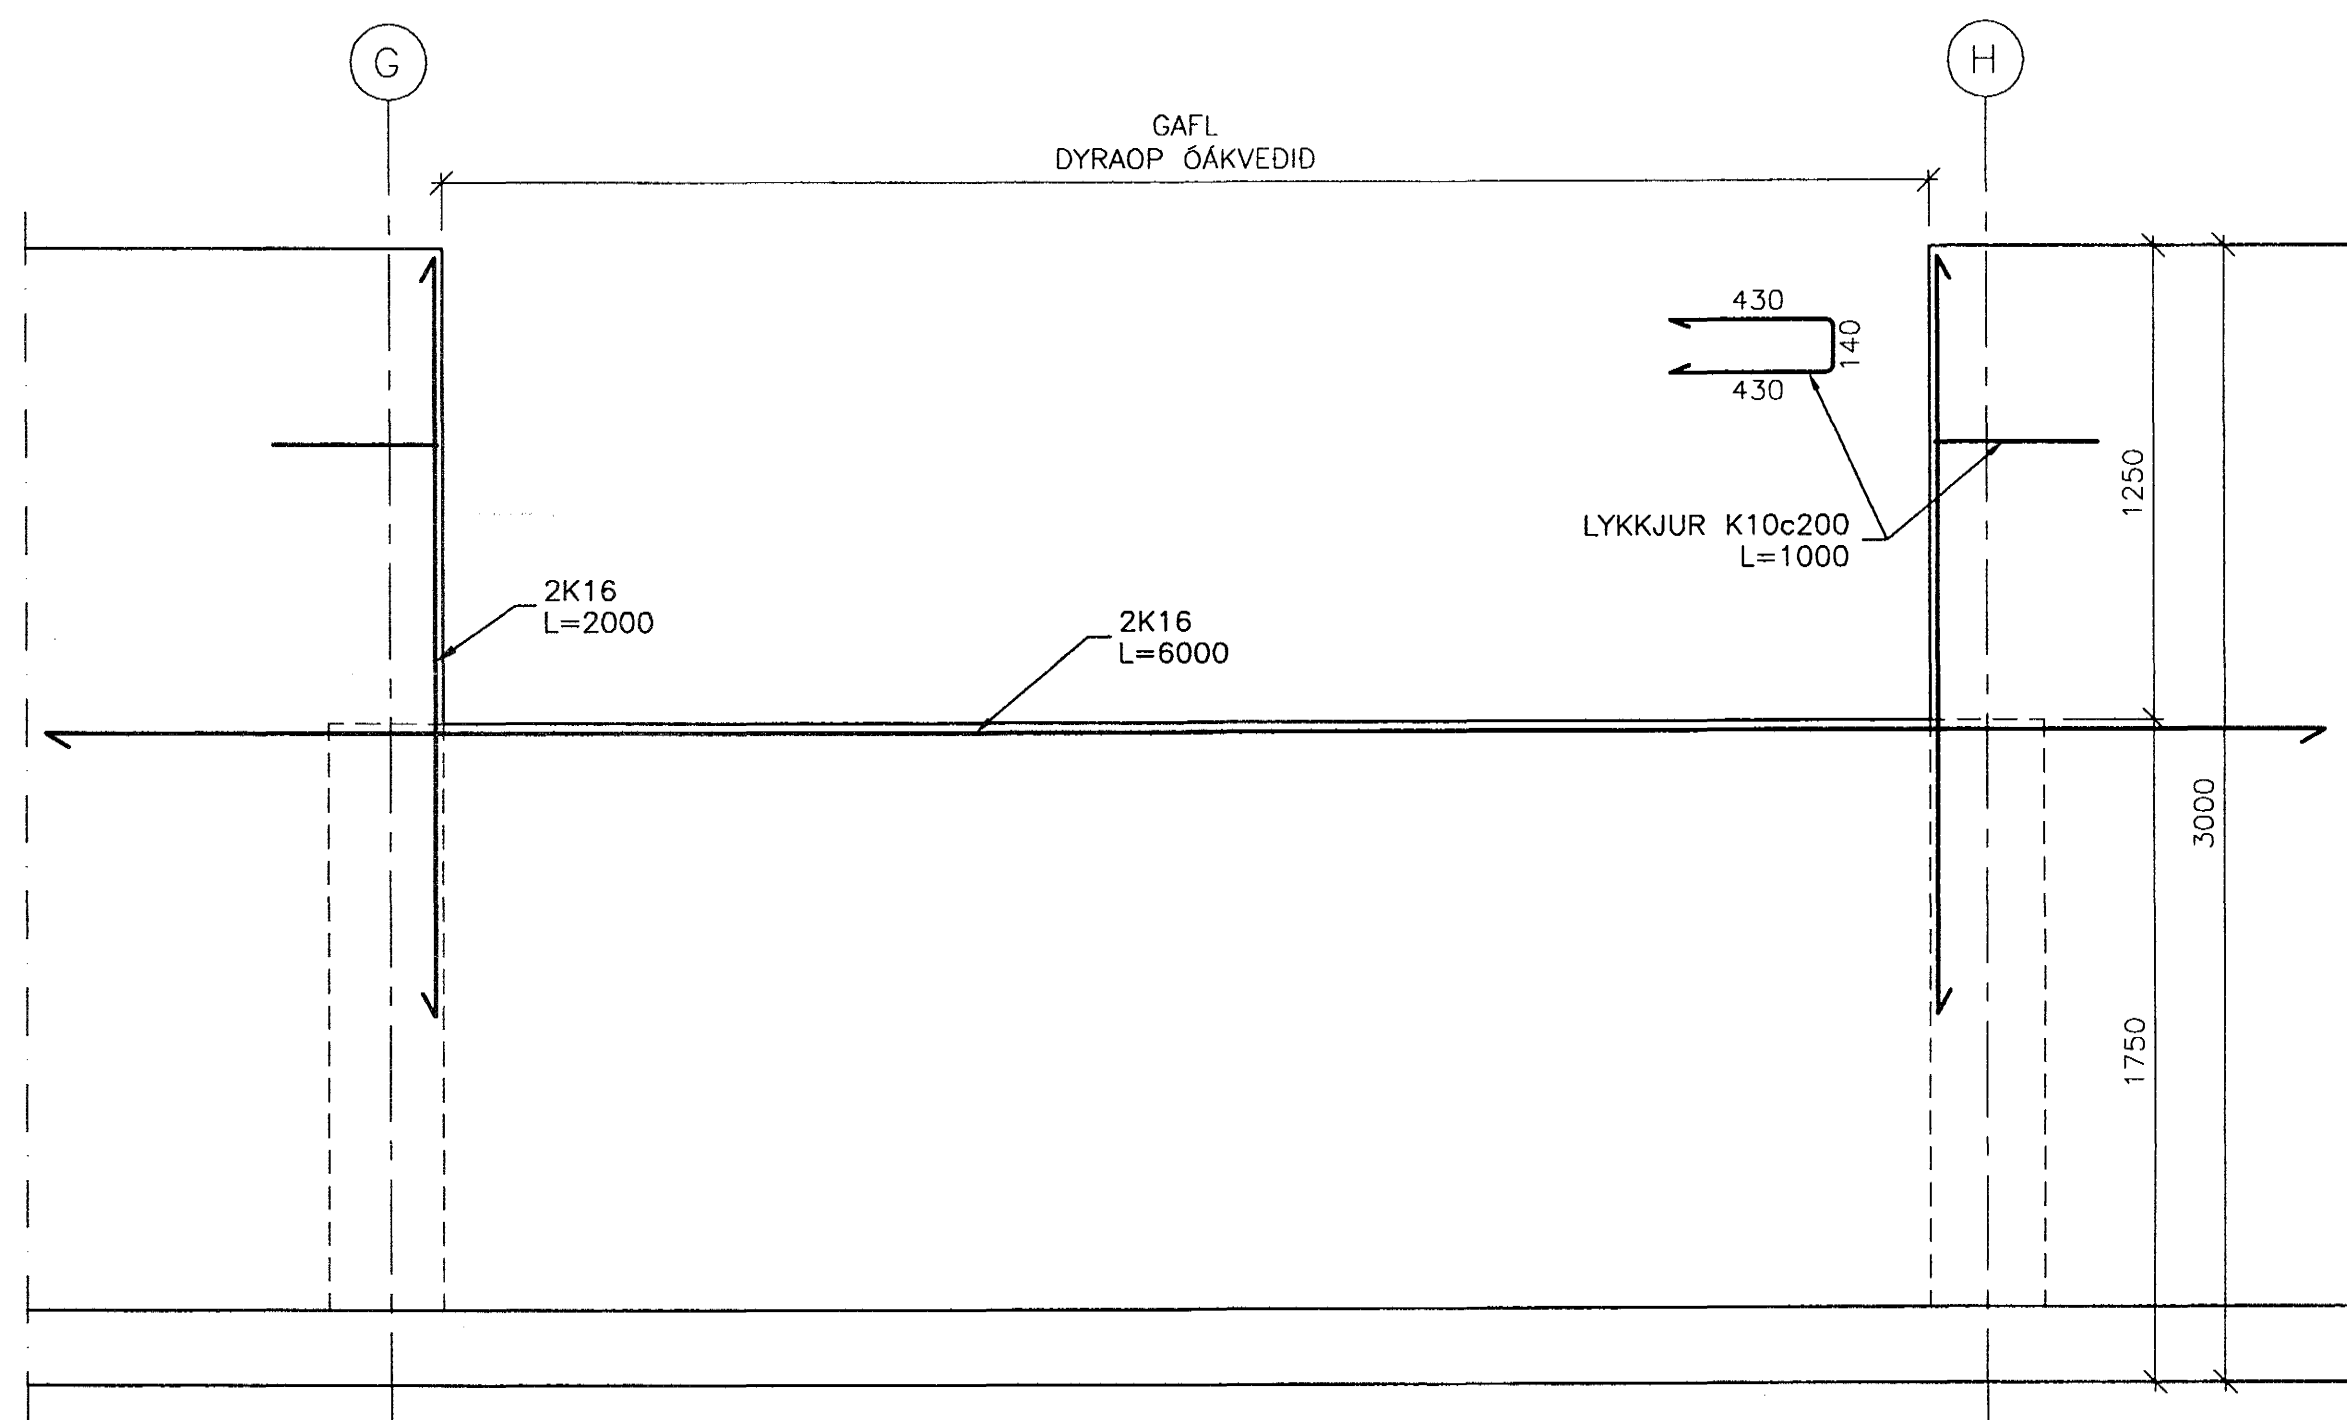 G
H
GAFL
DYRAOP ÓÁKVEDID
430
140
430
1250
LYKKJUR K10c200
L=1000
2K16
L=2000
2K16
L=6000
3000
1750